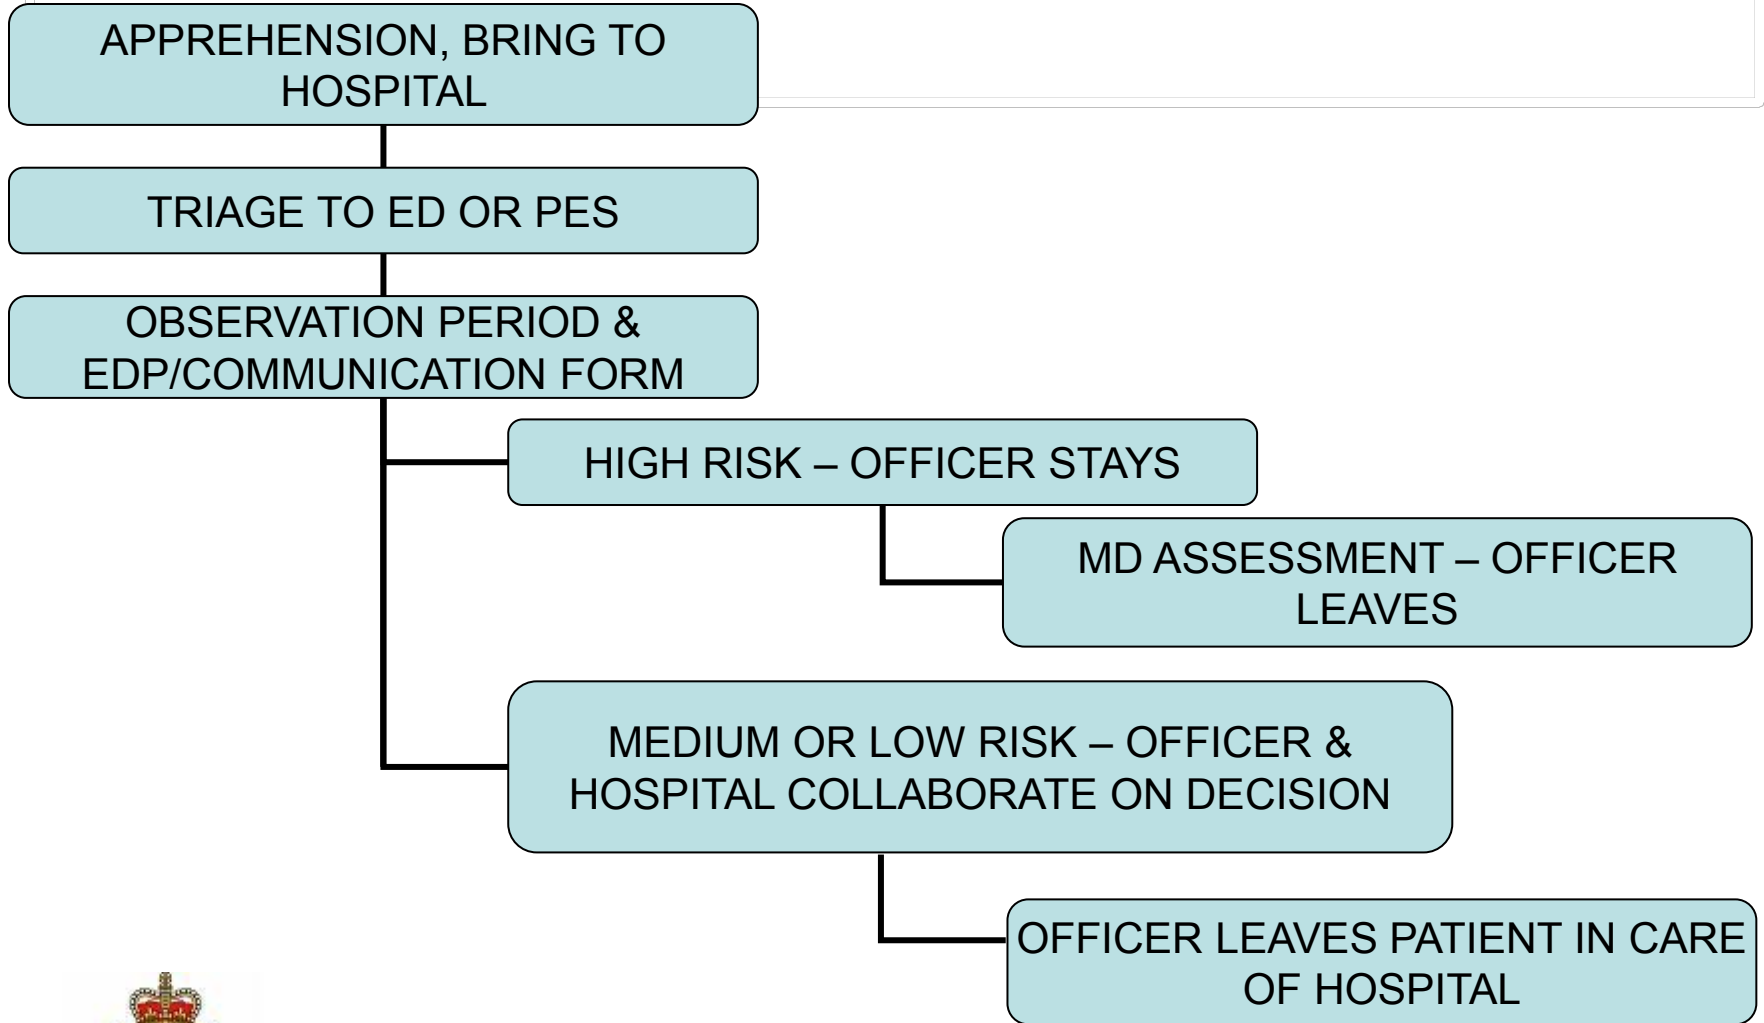 APPREHENSION, BRING TO
HOSPITAL
TRIAGE TO ED OR PES
OBSERVATION PERIOD &
EDP/COMMUNICATION FORM
HIGH RISK – OFFICER STAYS
MD ASSESSMENT – OFFICER
LEAVES
MEDIUM OR LOW RISK – OFFICER &
HOSPITAL COLLABORATE ON DECISION
OFFICER LEAVES PATIENT IN CARE
OF HOSPITAL